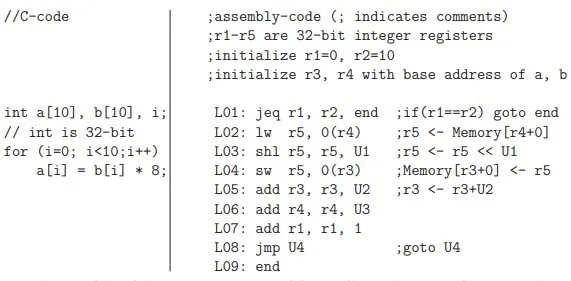 //C-code ;assembly-code (; indicates comments)
;r1-r5 are 32-bit integer registers
;initialize r1=0, r2=10
;initialize r3, r4 with base address of a, b
int a[10], b[10], i; L01: jeq r1, r2, end ;if(r1==r2) goto end
// int is 32-bit L02: lw r5, 0(r4) ;r5 <- Memory[r4+0]
for (i=0; i<10;i++) L03: shl r5, r5, U1 ;r5 <- r5 << U1
a[i] = b[i] * 8; L04: sw r5, 0(r3) ;Memory[r3+0] <- r5
L05: add r3, r3, U2 ;r3 <- r3+U2
L06: add r4, r4, U3
L07: add r1, r1, 1
L08: jmp U4 ;goto U4
L09: end